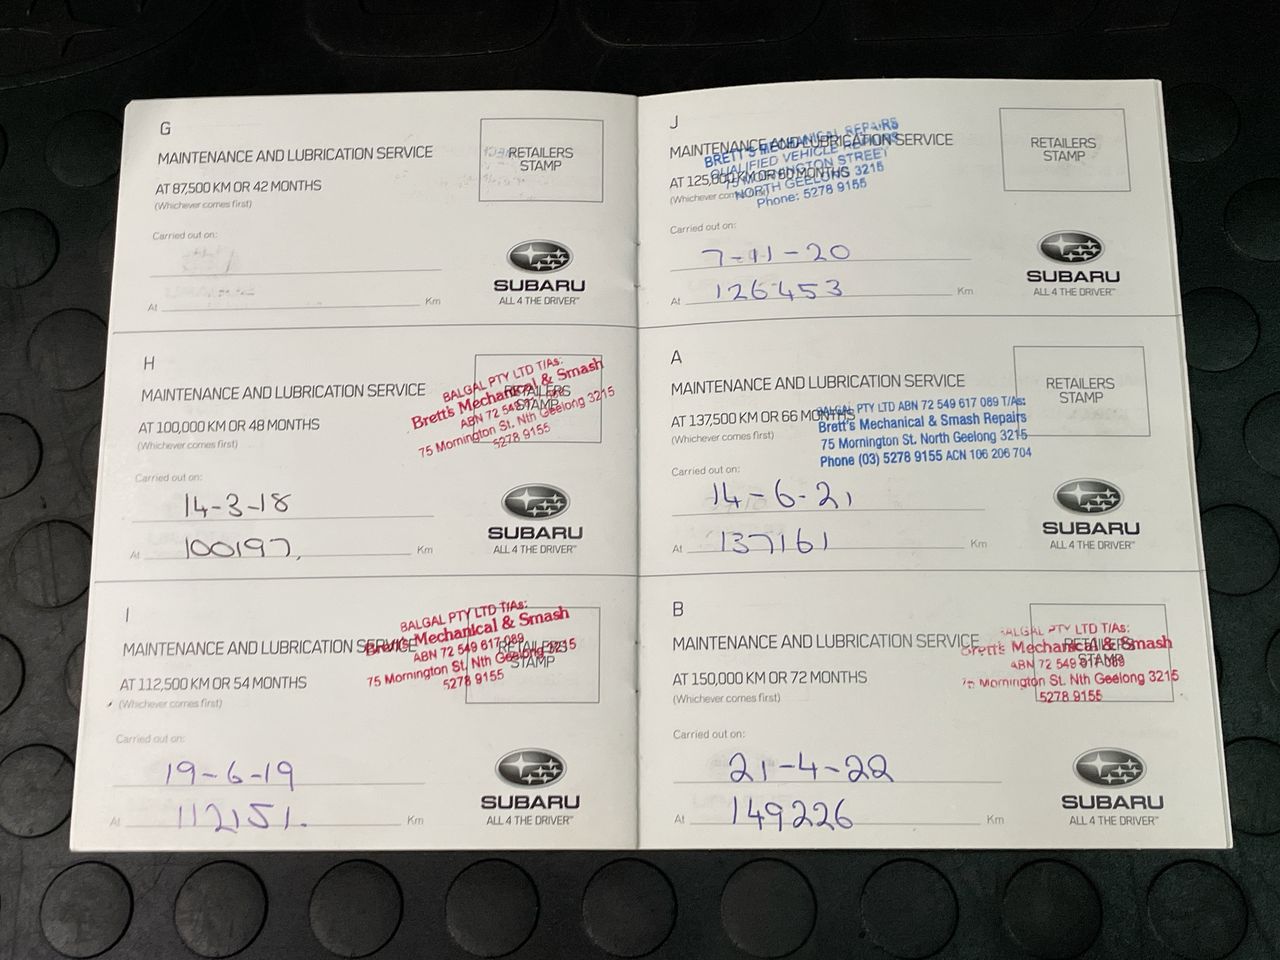 G
MAINTENANCE AND LUBRICATION SERVICE
RETAILERS
STAMP
AT 87,500 KM OR 42 MONTHS
(Whichever comes first)
Carried out on:
SUBARU
ALL 4 THE DRIVER™
At Km
H
MAINTENANCE AND LUBRICATION SERVICE
RETAILERS
STAMP
BALGAL PTY LTD T/As:
Brett's Mechanical & Smash
ABN 72 549
75 Mornington St. Nth Geelong 3215
5278 9155
AT 100,000 KM OR 48 MONTHS
(Whichever comes first)
Carried out on:
14-3-18
SUBARU
ALL 4 THE DRIVER™
At 100197. Km
I
MAINTENANCE AND LUBRICATION SERVICE
RETAILERS
STAMP
BALGAL PTY LTD T/As:
Brett's Mechanical & Smash
ABN 72 549 617 089
75 Mornington St. Nth Geelong 3215
5278 9155
AT 112,500 KM OR 54 MONTHS
(Whichever comes first)
Carried out on:
19-6-19
SUBARU
ALL 4 THE DRIVER™
At 112151. Km
J
MAINTENANCE AND LUBRICATION SERVICE
RETAILERS
STAMP
BRETT'S MECHANICAL REPAIRS
QUALIFIED VEHICLE REPAIRS
75 MORNINGTON STREET
NORTH GEELONG 3215
Phone: 5278 9155
AT 125,000 KM OR 60 MONTHS
(Whichever comes first)
Carried out on:
7-11-20
SUBARU
ALL 4 THE DRIVER™
At 126453 Km
A
MAINTENANCE AND LUBRICATION SERVICE
RETAILERS
STAMP
AT 137,500 KM OR 66 MONTHS
(Whichever comes first)
BALGAL PTY LTD ABN 72 549 617 089 T/As:
Brett's Mechanical & Smash Repairs
75 Mornington St. North Geelong 3215
Phone (03) 5278 9155 ACN 106 206 704
Carried out on:
14-6-21
SUBARU
ALL 4 THE DRIVER™
At 137161 Km
B
MAINTENANCE AND LUBRICATION SERVICE
RETAILERS
STAMP
BALGAL PTY LTD T/As:
Brett's Mechanical & Smash
ABN 72 549 617 089
75 Mornington St. Nth Geelong 3215
5278 9155
AT 150,000 KM OR 72 MONTHS
(Whichever comes first)
Carried out on:
21-4-22
SUBARU
ALL 4 THE DRIVER™
At 149226 Km